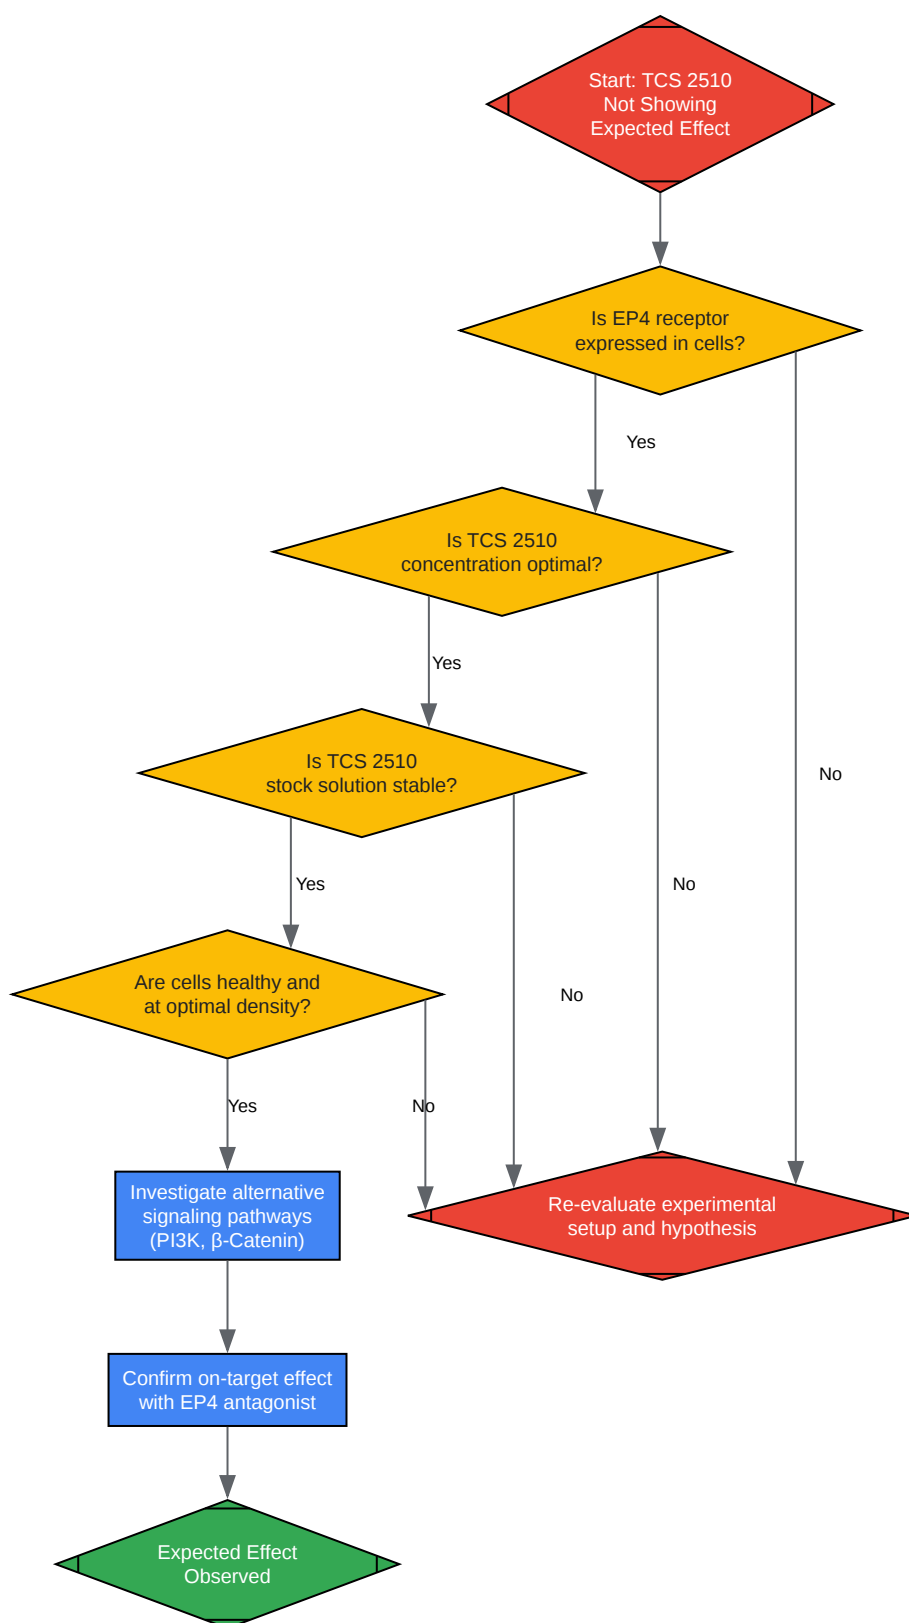 Start: TCS 2510
Not Showing
Expected Effect
Is EP4 receptor
expressed in cells?
Yes
Is TCS 2510
concentration optimal?
Yes
Is TCS 2510
stock solution stable?
No
Yes
No
Are cells healthy and
at optimal density?
No
Yes
No
Investigate alternative
signaling pathways
(PI3K, β-Catenin)
Re-evaluate experimental
setup and hypothesis
Confirm on-target effect
with EP4 antagonist
Expected Effect
Observed